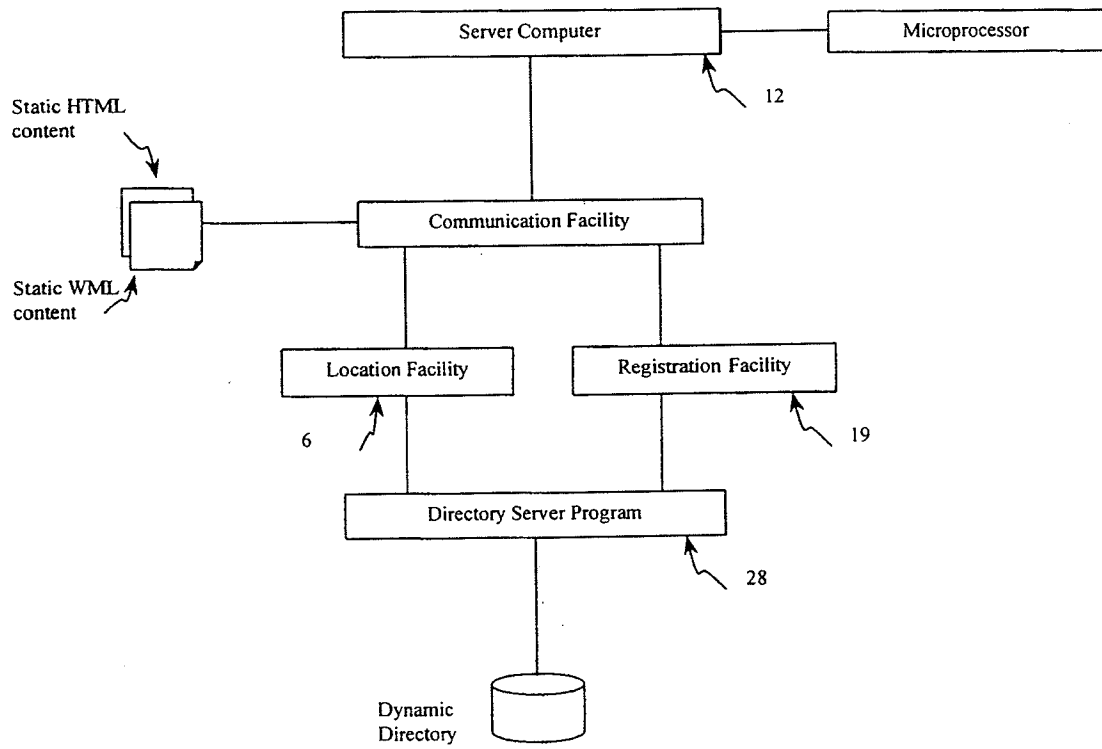 Server Computer
Microprocessor
12
Static HTML
content
Communication Facility
Static WML
content
Location Facility
Registration Facility
6
19
Directory Server Program
28
Dynamic
Directory